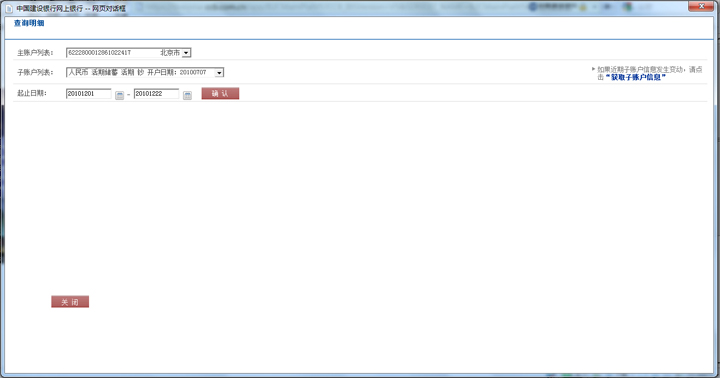 中国建设银行网上银行 -- 网页对话框
查询明细
主账户列表: 6222800012861022417 北京市
子账户列表: 人民币 活期储蓄 活期 钞 开户日期: 20100707
如果近期子账户信息发生变动，请点
击“获取子账户信息”
起止日期: 20101201 ~ 20101222 确 认
关 闭